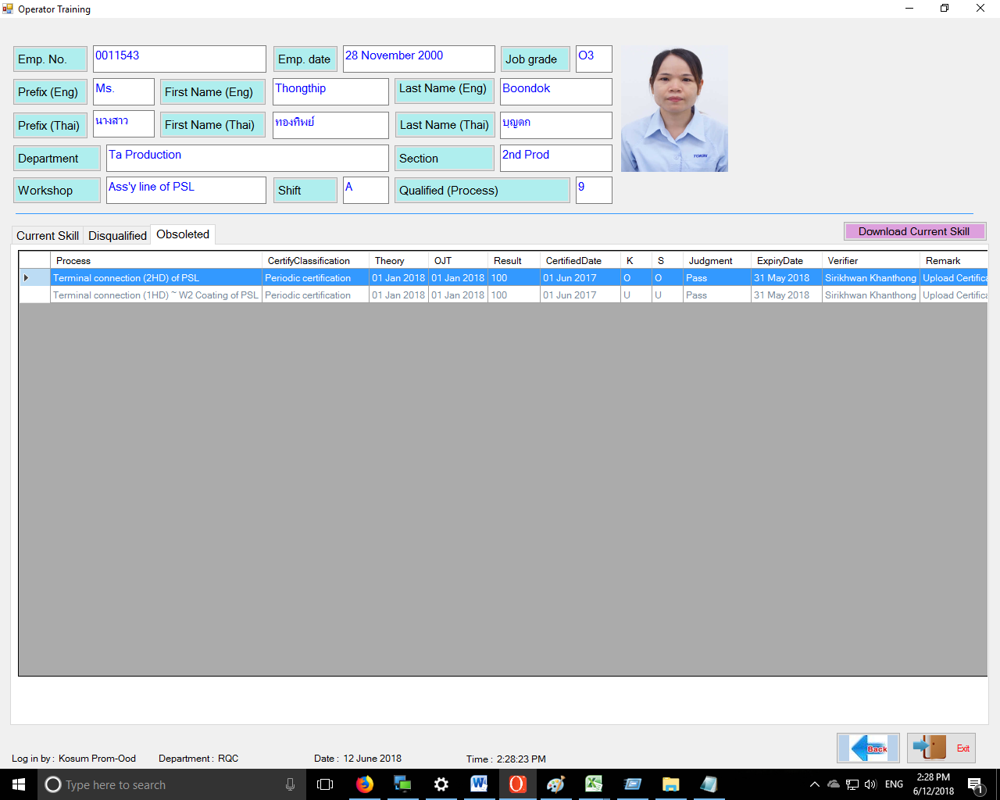 Operator Training
Emp. No. 0011543 Emp. date 28 November 2000 Job grade O3
Prefix (Eng) Ms. First Name (Eng) Thongthip Last Name (Eng) Boondok
Prefix (Thai) นางสาว First Name (Thai) ทองทิพย์ Last Name (Thai) บุญดก
TOKIN
Department Ta Production Section 2nd Prod
Workshop Ass'y line of PSL Shift A Qualified (Process) 9
Current Skill Disqualified Obsoleted Download Current Skill
Process CertifyClassification Theory OJT Result CertifiedDate K S Judgment ExpiryDate Verifier Remark
Terminal connection (2HD) of PSL Periodic certification 01 Jan 2018 01 Jan 2018 100 01 Jun 2017 O O Pass 31 May 2018 Sirikhwan Khanthong Upload Certifica
Terminal connection (1HD) ~ W2 Coating of PSL Periodic certification 01 Jan 2018 01 Jan 2018 100 01 Jun 2017 U U Pass 31 May 2018 Sirikhwan Khanthong Upload Certifica
Back Exit
Log in by : Kosum Prom-Ood Department : RQC Date : 12 June 2018 Time : 2:28:23 PM
Type here to search ENG 2:28 PM
6/12/2018 1